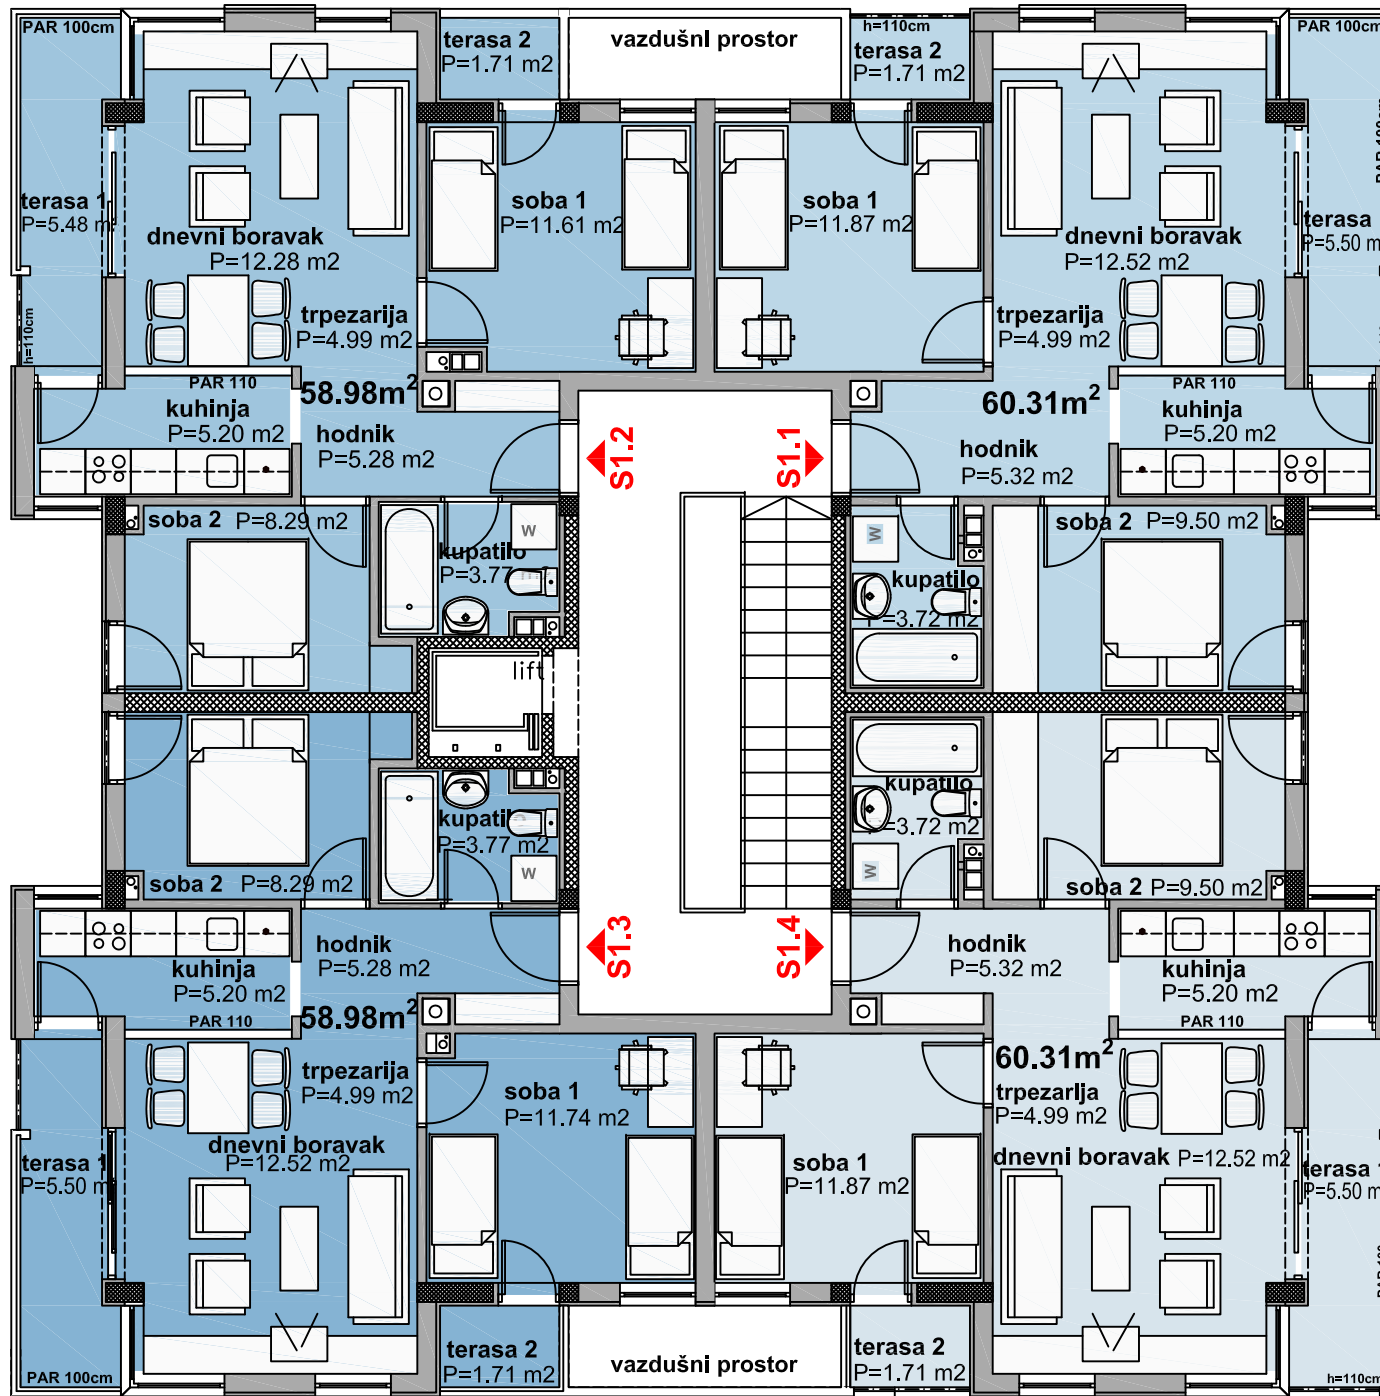 PAR 100cm
terasa 2
P=1.71 m2
vazdušni prostor
h=110cm
terasa 2
P=1.71 m2
PAR 100cm
PAR 100cm
terasa 1
P=5.48 m
soba 1
P=11.61 m2
soba 1
P=11.87 m2
terasa
P=5.50 m
dnevni boravak
P=12.28 m2
dnevni boravak
P=12.52 m2
h=110cm
trpezarija
P=4.99 m2
trpezarija
P=4.99 m2
PAR 110
58.98m²
60.31m²
PAR 110
kuhinja
P=5.20 m2
hodnik
P=5.28 m2
S1.2
S1.1
hodnik
P=5.32 m2
kuhinja
P=5.20 m2
soba 2 P=8.29 m2
W
kupatilo
P=3.77 m2
W
kupatilo
P=3.72 m2
soba 2 P=9.50 m2
lift
kupatilo
P=3.77 m2
W
kupatilo
P=3.72 m2
W
soba 2 P=8.29 m2
soba 2 P=9.50 m2
hodnik
P=5.28 m2
S1.3
S1.4
hodnik
P=5.32 m2
kuhinja
P=5.20 m2
kuhinja
P=5.20 m2
PAR 110
58.98m²
PAR 110
60.31m²
trpezarija
P=4.99 m2
soba 1
P=11.74 m2
trpezarija
P=4.99 m2
dnevni boravak
P=12.52 m2
terasa 1
P=5.50 m
soba 1
P=11.87 m2
dnevni boravak P=12.52 m2
terasa 1
P=5.50 m
terasa 2
P=1.71 m2
vazdušni prostor
terasa 2
P=1.71 m2
PAR 100cm
h=110cm